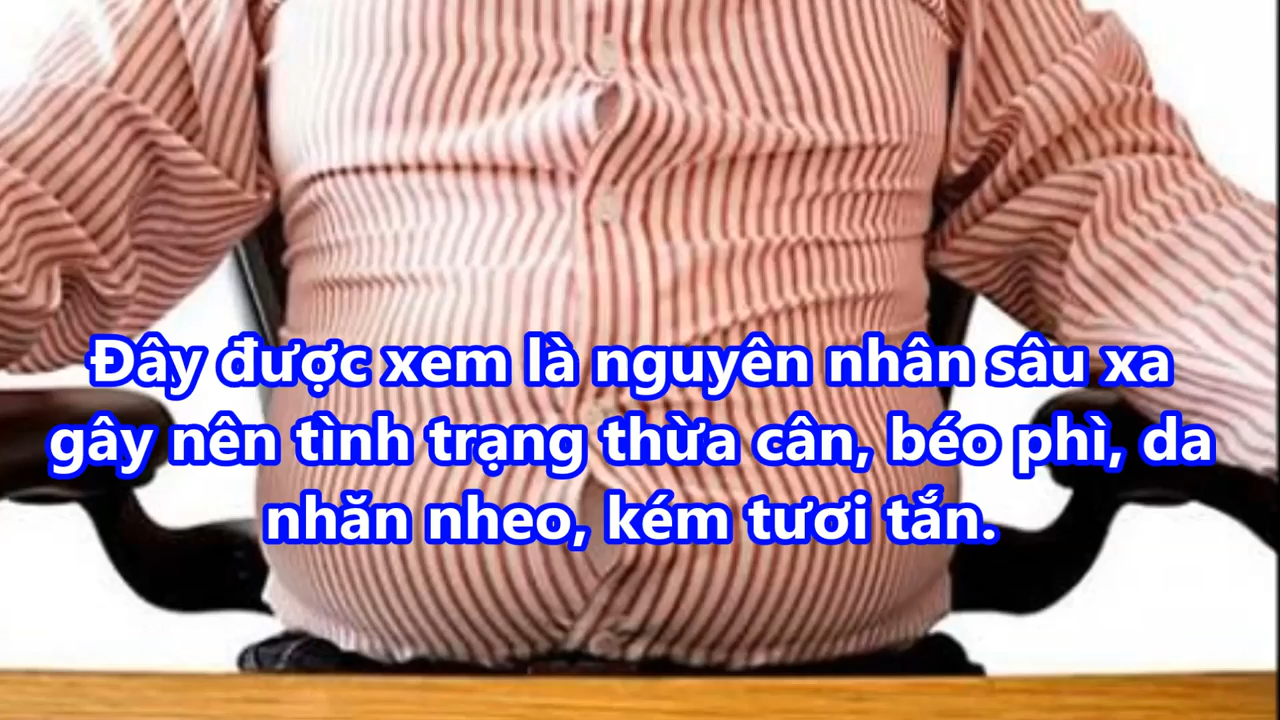 Đây được xem là nguyên nhân sâu xa
gây nên tình trạng thừa cân, béo phì, da
nhăn nheo, kém tươi tắn.